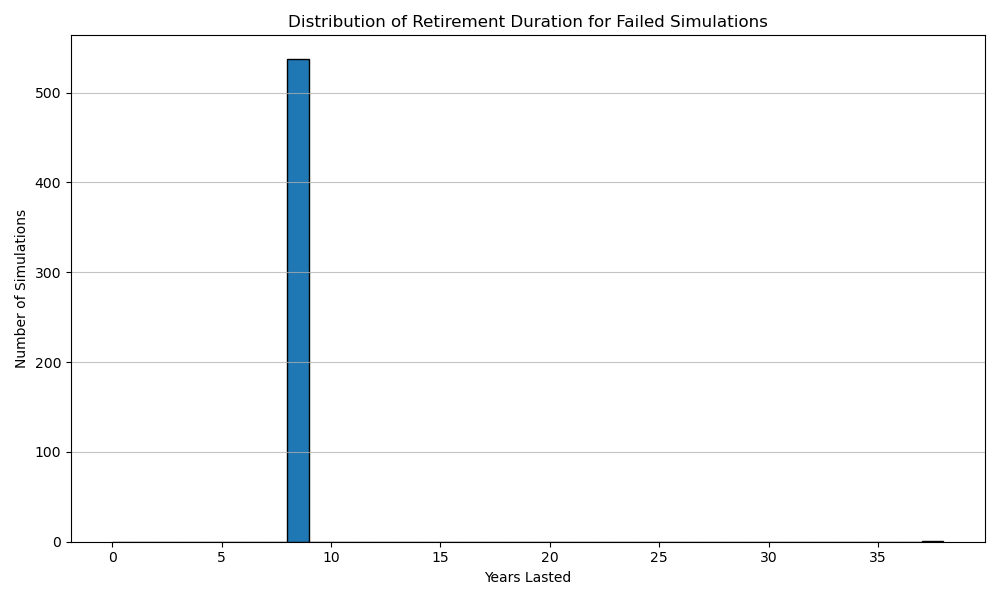 Distribution of Retirement Duration for Failed Simulations
Number of Simulations
500
400
300
200
100
0
0 5 10 15 20 25 30 35
Years Lasted